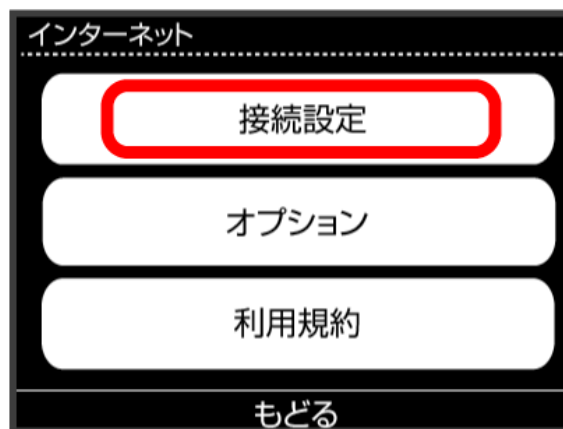 インターネット
接続設定
オプション
利用規約
もどる